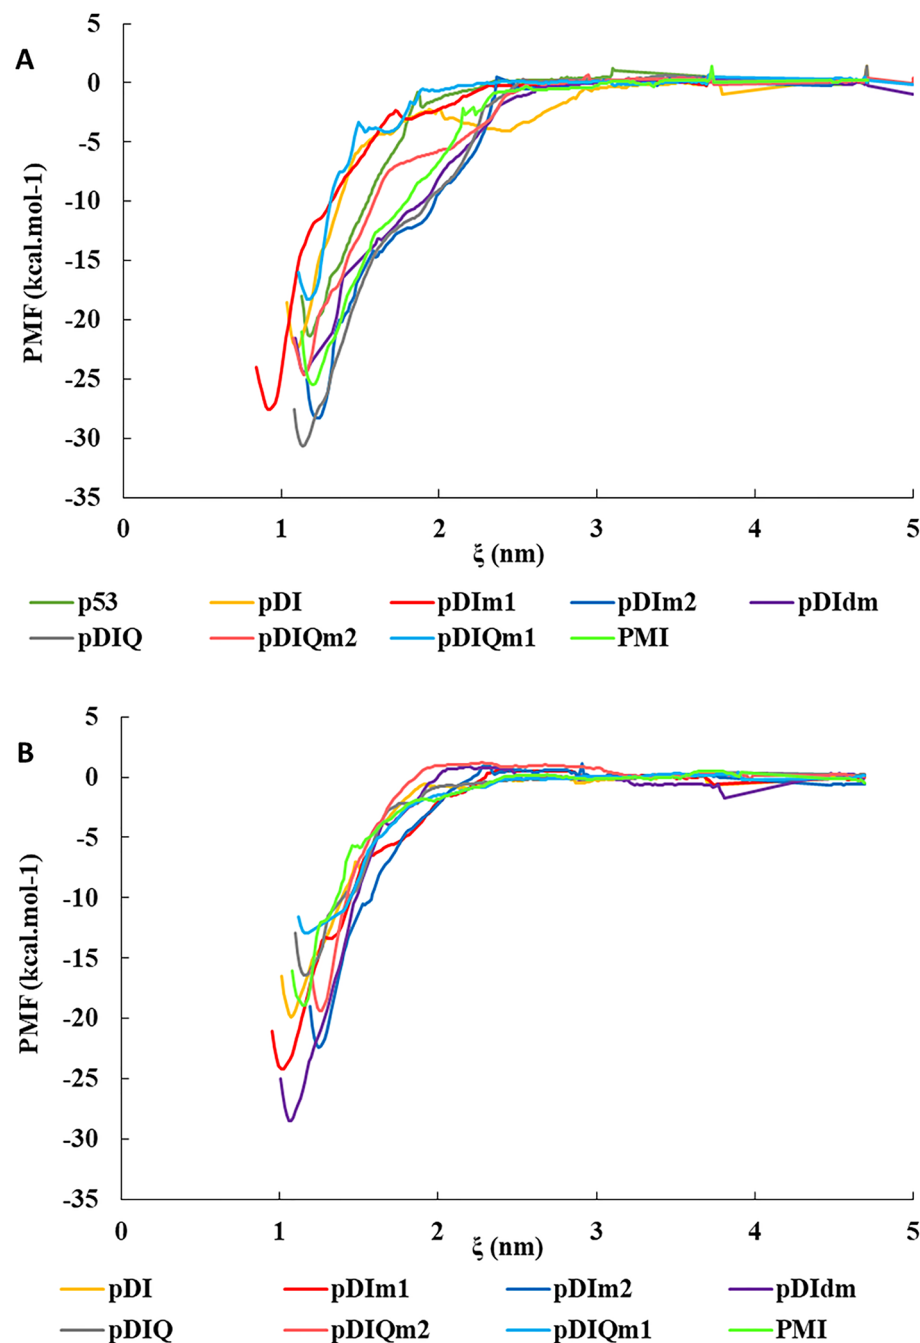 A
PMF (kcal.mol-1)
5
0
-5
-10
-15
-20
-25
-30
-35
0 1 2 3 4 5
ξ (nm)
p53 pDI pDIm1 pDIm2 pDIdm
pDIQ pDIQm2 pDIQm1 PMI
B
PMF (kcal.mol-1)
5
0
-5
-10
-15
-20
-25
-30
-35
0 1 2 3 4 5
ξ (nm)
pDI pDIm1 pDIm2 pDIdm
pDIQ pDIQm2 pDIQm1 PMI